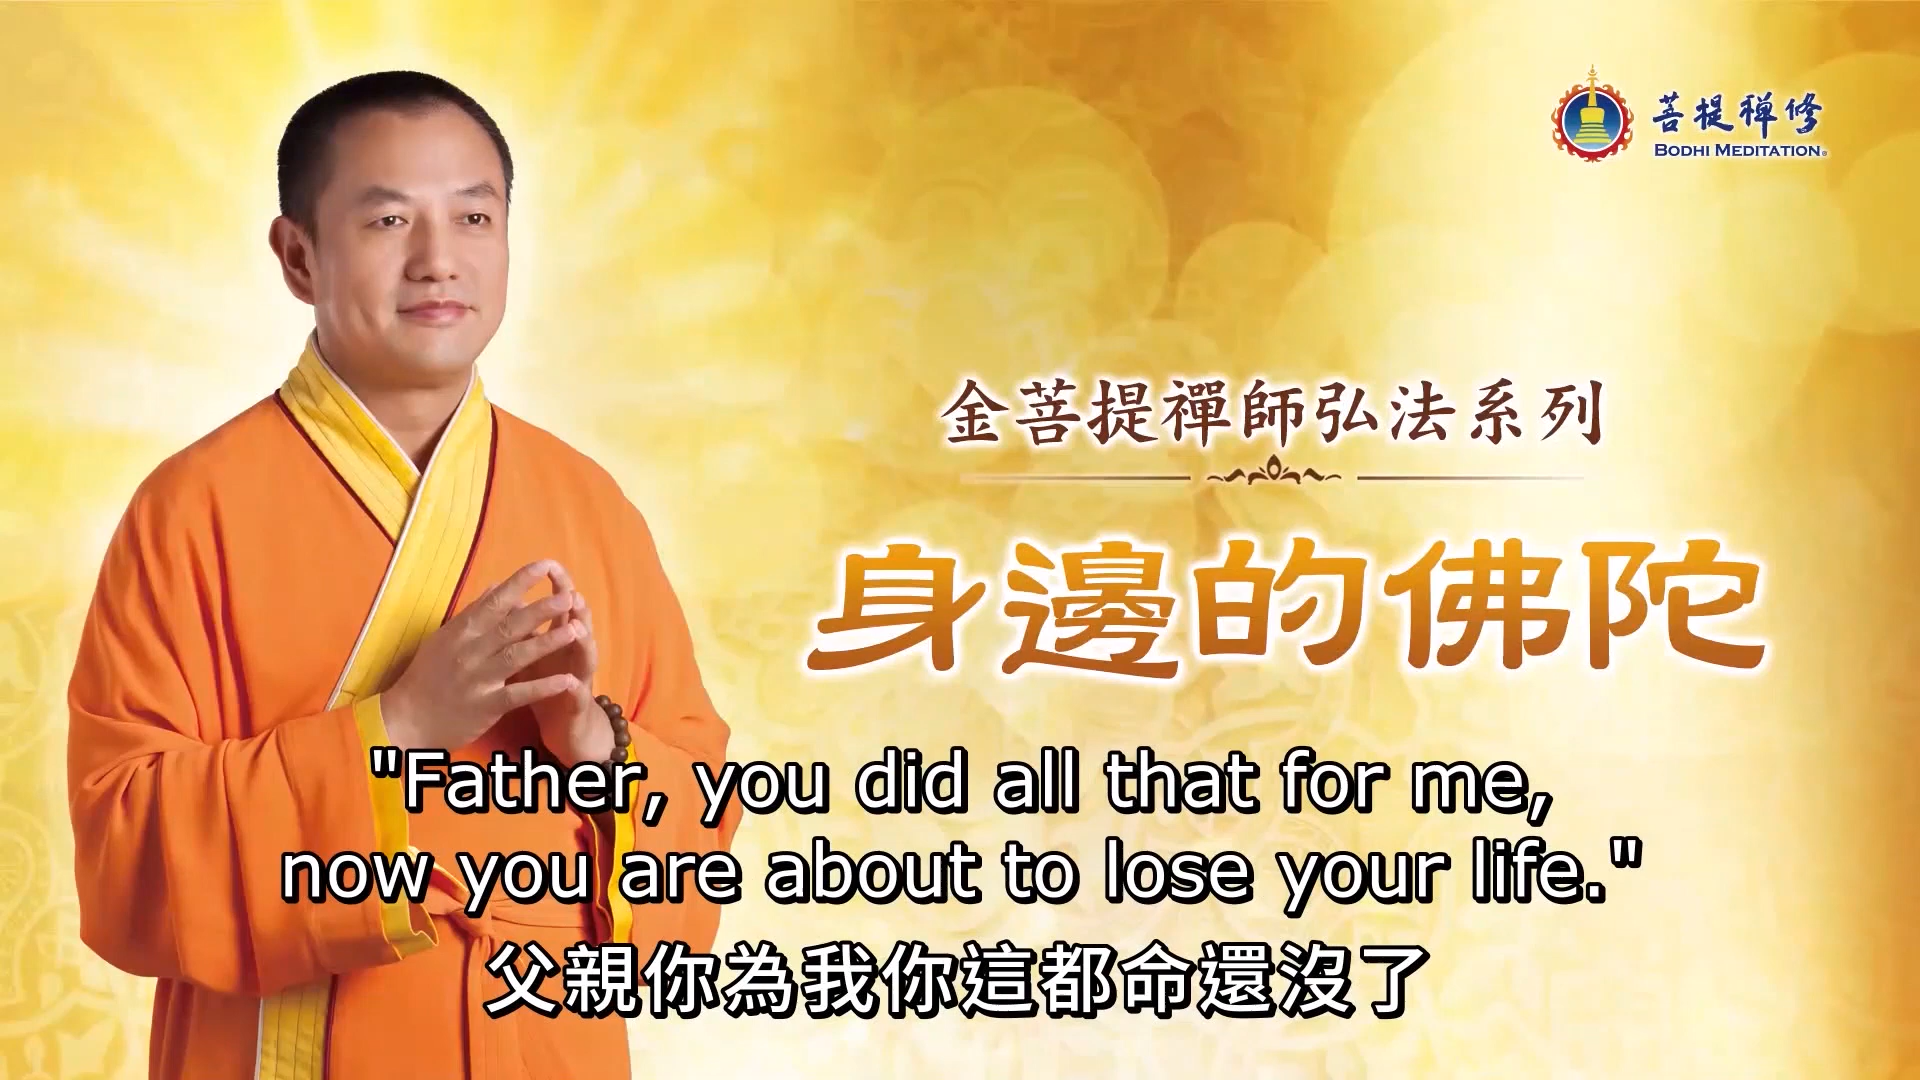 菩提禪修
BODHI MEDITATION®
金菩提禪師弘法系列
身邊的佛陀
"Father, you did all that for me,
now you are about to lose your life."
父親你為我你這都命還沒了